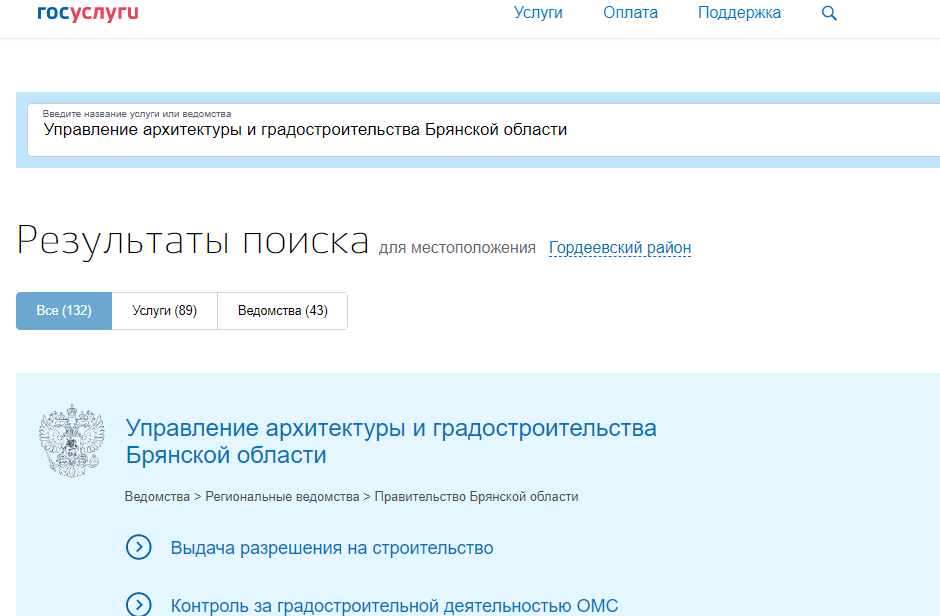 госуслуги
Услуги Оплата Поддержка
Введите название услуги или ведомства
Управление архитектуры и градостроительства Брянской области
Результаты поиска для местоположения Гордеевский район
Все (132) Услуги (89) Ведомства (43)
Управление архитектуры и градостроительства
Брянской области
Ведомства > Региональные ведомства > Правительство Брянской области
Выдача разрешения на строительство
Контроль за градостроительной деятельностью ОМС